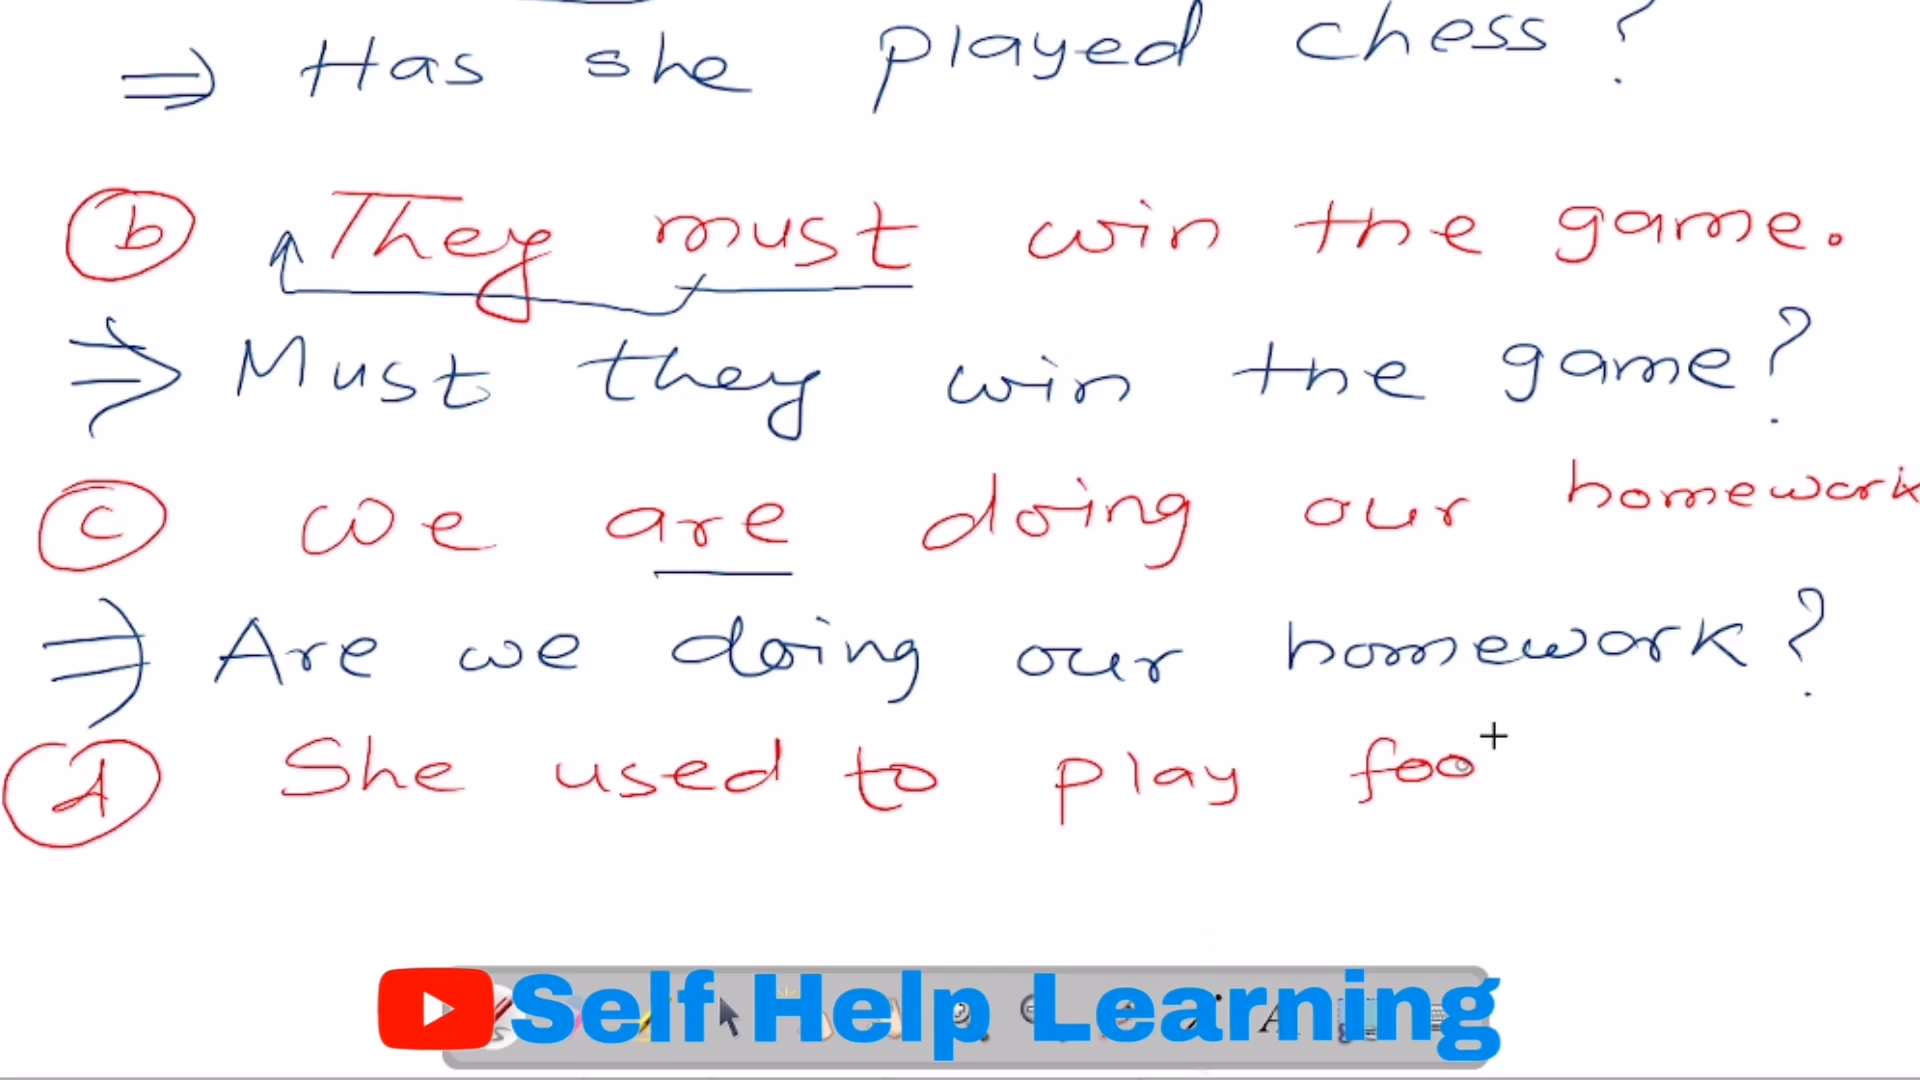 ⇒ Has she played chess?
b They must win the game.
⇒ Must they win the game?
c We are doing our homework
⇒ Are we doing our homework?
d She used to play foo
Self Help Learning